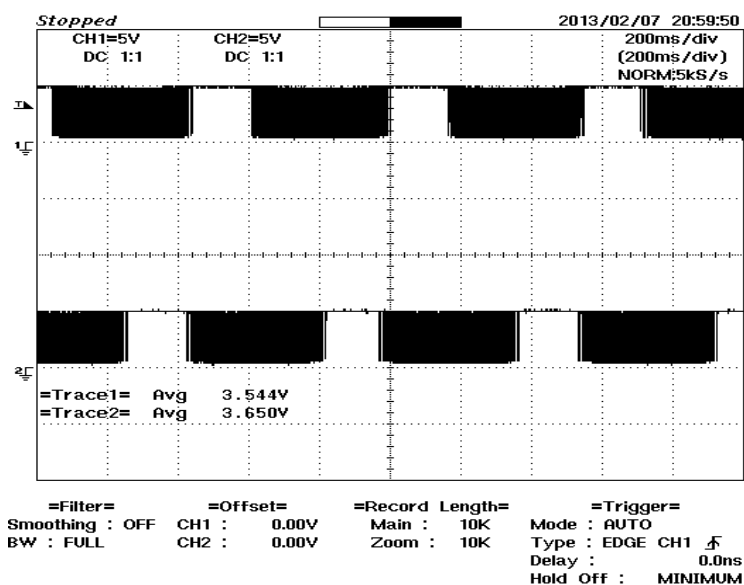 Stopped 2013/02/07 20:59:50
CH1=5V CH2=5V 200ms/div
DC 1:1 DC 1:1 (200ms/div)
NORM:5kS/s
T
1
2
=Trace1= Avg 3.544V
=Trace2= Avg 3.650V
=Filter= =Offset= =Record Length= =Trigger=
Smoothing : OFF CH1 : 0.00V Main : 10K Mode : AUTO
BW : FULL CH2 : 0.00V Zoom : 10K Type : EDGE CH1
Delay : 0.0ns
Hold Off : MINIMUM